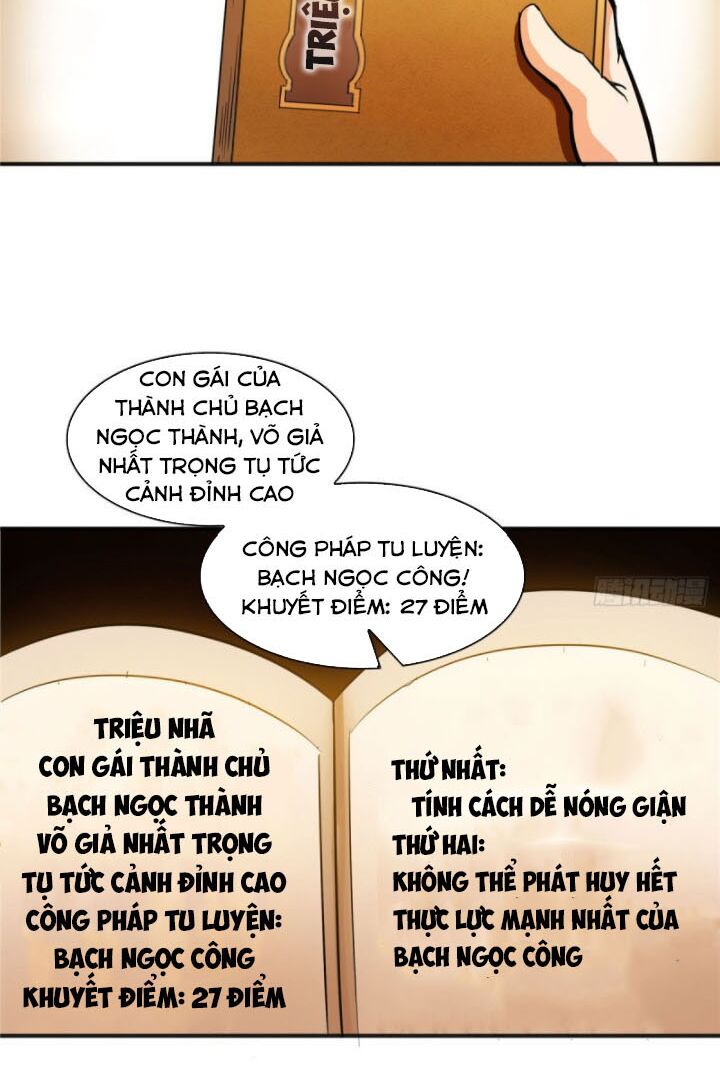 TRIỆ
CON GÁI CỦA
THÀNH CHỦ BẠCH
NGỌC THÀNH, VÕ GIẢ
NHẤT TRỌNG TỤ TỨC
CẢNH ĐỈNH CAO
CÔNG PHÁP TU LUYỆN:
BẠCH NGỌC CÔNG!
KHUYẾT ĐIỂM: 27 ĐIỂM
TRIỆU NHÃ
CON GÁI THÀNH CHỦ
BẠCH NGỌC THÀNH
VÕ GIẢ NHẤT TRỌNG
TỤ TỨC CẢNH ĐỈNH CAO
CÔNG PHÁP TU LUYỆN:
BẠCH NGỌC CÔNG
KHUYẾT ĐIỂM: 27 ĐIỂM
THỨ NHẤT:
TÍNH CÁCH DỄ NÓNG GIẬN
THỨ HAI:
KHÔNG THỂ PHÁT HUY HẾT
THỰC LỰC MẠNH NHẤT CỦA
BẠCH NGỌC CÔNG